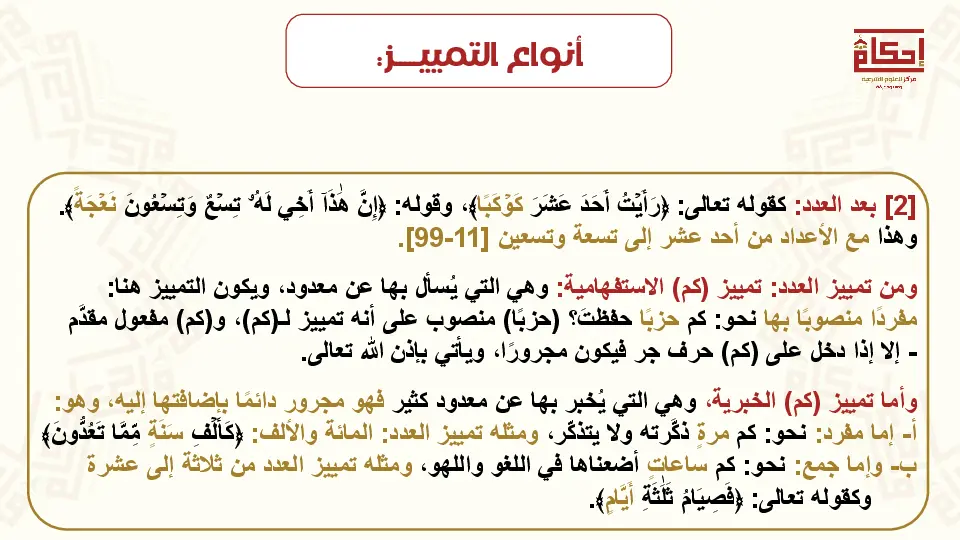 أنواع التمييـــز:
إحكام
مركز للعلوم الشرعية
[2] بعد العدد: كقوله تعالى: ﴿رَأَيۡتُ أَحَدَ عَشَرَ كَوۡكَبٗا﴾، وقوله: ﴿إِنَّ هَٰذَآ أَخِي لَهُۥ تِسۡعٞ وَتِسۡعُونَ نَعۡجَةٗ﴾.
وهذا مع الأعداد من أحد عشر إلى تسعة وتسعين [11-99].
ومن تمييز العدد: تمييز (كم) الاستفهامية: وهي التي يُسأل بها عن معدود، ويكون التمييز هنا:
مفردًا منصوبًا بها نحو: كم حزبًا حفظتَ؟ (حزبًا) منصوب على أنه تمييز لـ(كم)، و(كم) مفعول مقدَّم
- إلا إذا دخل على (كم) حرف جر فيكون مجرورًا، ويأتي بإذن الله تعالى.
وأما تمييز (كم) الخبرية، وهي التي يُخبر بها عن معدود كثير فهو مجرور دائمًا بإضافتها إليه، وهو:
أ- إما مفرد: نحو: كم مرةٍ ذكَّرته ولا يتذكَّر، ومثله تمييز العدد: المائة والألف: ﴿كَأَلۡفِ سَنَةٖ مِّمَّا تَعُدُّونَ﴾
ب- وإما جمع: نحو: كم ساعاتٍ أضعناها في اللغو واللهو، ومثله تمييز العدد من ثلاثة إلى عشرة
وكقوله تعالى: ﴿فَصِيَامُ ثَلَٰثَةِ أَيَّامٖ﴾.